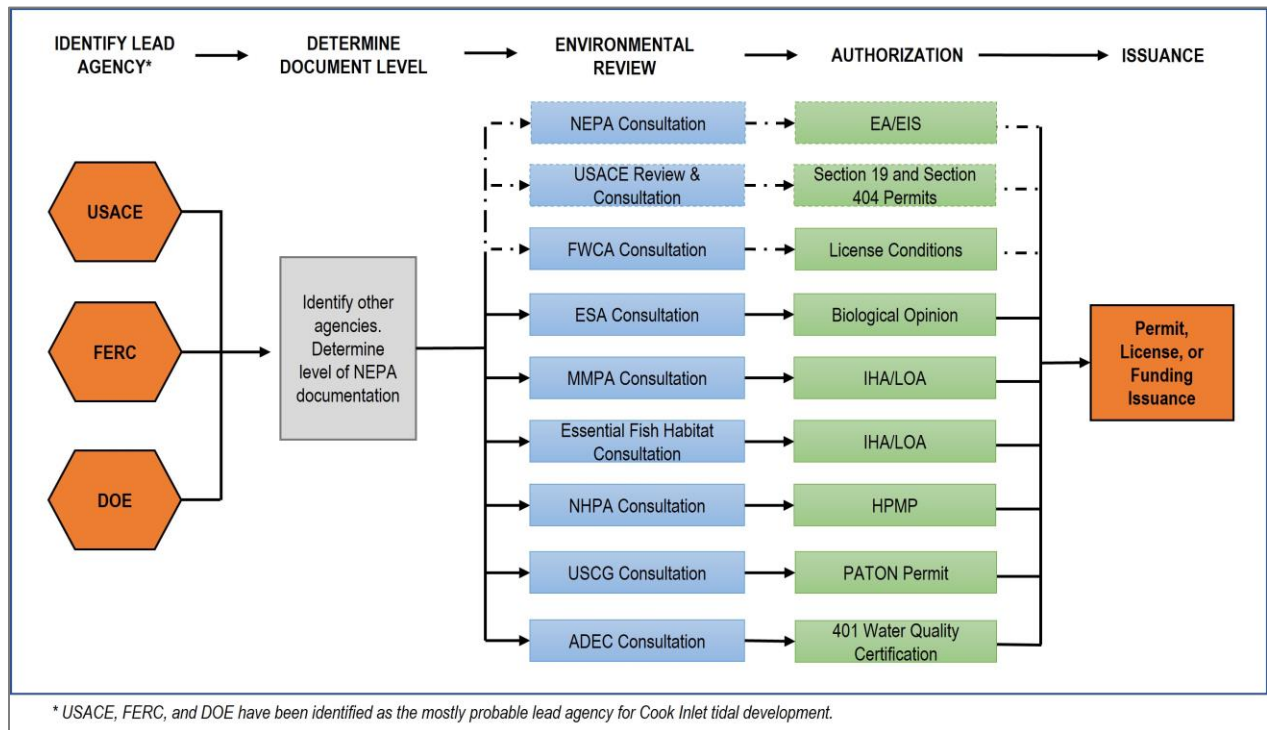 IDENTIFY LEAD
AGENCY*
DETERMINE
DOCUMENT LEVEL
ENVIRONMENTAL
REVIEW
AUTHORIZATION
ISSUANCE
USACE
FERC
DOE
Identify other
agencies.
Determine
level of NEPA
documentation
NEPA Consultation
EA/EIS
USACE Review &
Consultation
Section 19 and Section
404 Permits
FWCA Consultation
License Conditions
ESA Consultation
Biological Opinion
MMPA Consultation
IHA/LOA
Essential Fish Habitat
Consultation
IHA/LOA
NHPA Consultation
HPMP
USCG Consultation
PATON Permit
ADEC Consultation
401 Water Quality
Certification
Permit,
License, or
Funding
Issuance
* USACE, FERC, and DOE have been identified as the mostly probable lead agency for Cook Inlet tidal development.